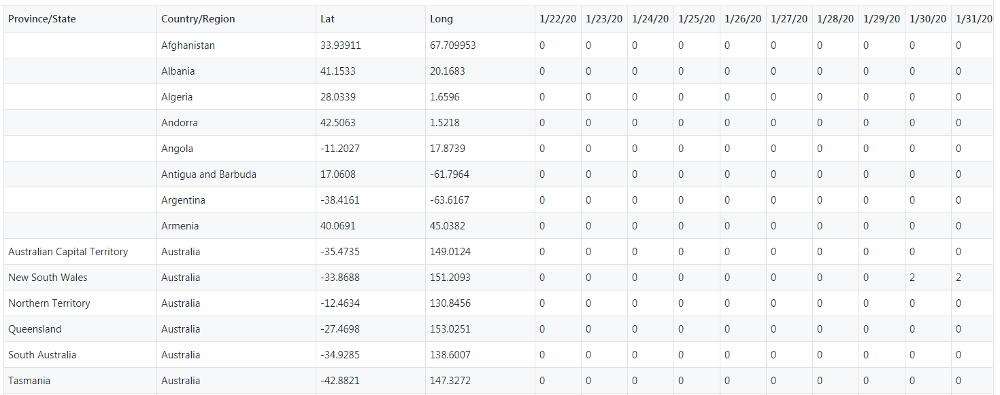 Province/State Country/Region Lat Long 1/22/20 1/23/20 1/24/20 1/25/20 1/26/20 1/27/20 1/28/20 1/29/20 1/30/20 1/31/20
Afghanistan 33.93911 67.709953 0 0 0 0 0 0 0 0 0 0
Albania 41.1533 20.1683 0 0 0 0 0 0 0 0 0 0
Algeria 28.0339 1.6596 0 0 0 0 0 0 0 0 0 0
Andorra 42.5063 1.5218 0 0 0 0 0 0 0 0 0 0
Angola -11.2027 17.8739 0 0 0 0 0 0 0 0 0 0
Antigua and Barbuda 17.0608 -61.7964 0 0 0 0 0 0 0 0 0 0
Argentina -38.4161 -63.6167 0 0 0 0 0 0 0 0 0 0
Armenia 40.0691 45.0382 0 0 0 0 0 0 0 0 0 0
Australian Capital Territory Australia -35.4735 149.0124 0 0 0 0 0 0 0 0 0 0
New South Wales Australia -33.8688 151.2093 0 0 0 0 0 0 0 0 2 2
Northern Territory Australia -12.4634 130.8456 0 0 0 0 0 0 0 0 0 0
Queensland Australia -27.4698 153.0251 0 0 0 0 0 0 0 0 0 0
South Australia Australia -34.9285 138.6007 0 0 0 0 0 0 0 0 0 0
Tasmania Australia -42.8821 147.3272 0 0 0 0 0 0 0 0 0 0